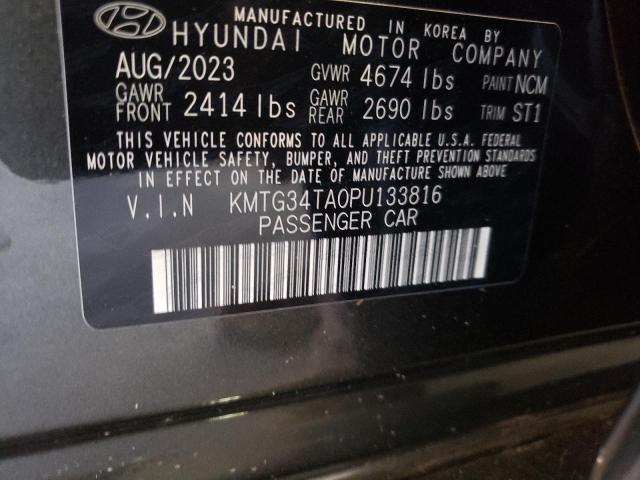 MANUFACTURED IN KOREA BY
HYUNDAI MOTOR COMPANY
AUG/2023 GVWR 4674 lbs PAINT NCM
GAWR FRONT 2414 lbs GAWR REAR 2690 lbs TRIM ST1
THIS VEHICLE CONFORMS TO ALL APPLICABLE U.S.A. FEDERAL
MOTOR VEHICLE SAFETY, BUMPER, AND THEFT PREVENTION STANDARDS
IN EFFECT ON THE DATE OF MANUFACTURE SHOWN ABOVE
V.I.N KMTG34TA0PU133816
PASSENGER CAR